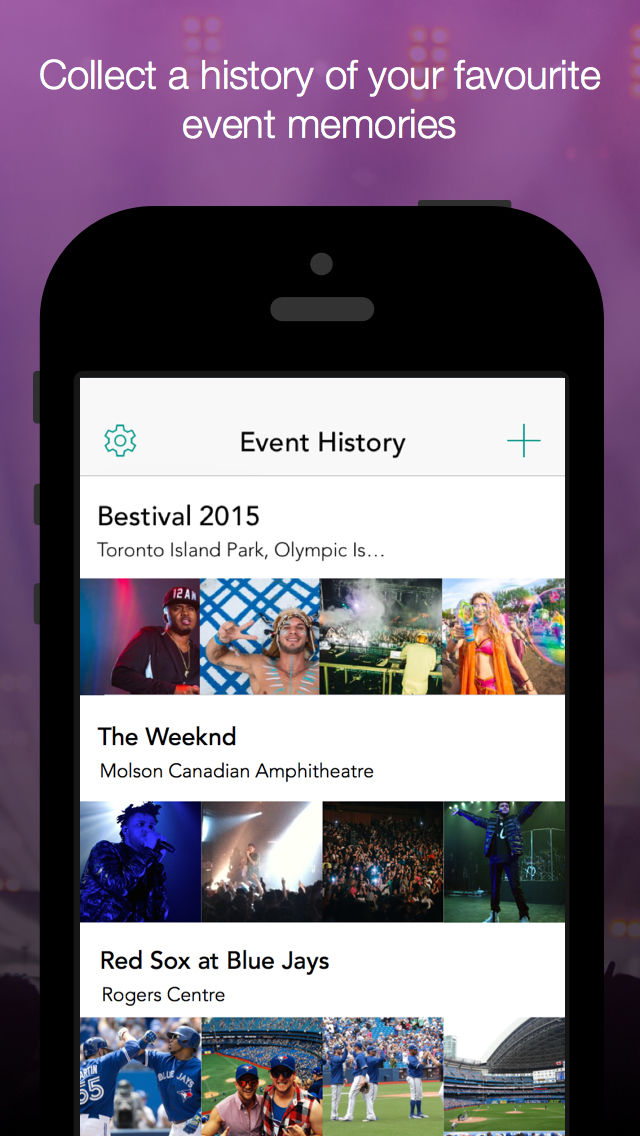 Collect a history of your favourite
event memories
Event History
Bestival 2015
Toronto Island Park, Olympic Is...
12AM
The Weeknd
Molson Canadian Amphitheatre
Red Sox at Blue Jays
Rogers Centre
MARTIN
55
BLUE JAYS